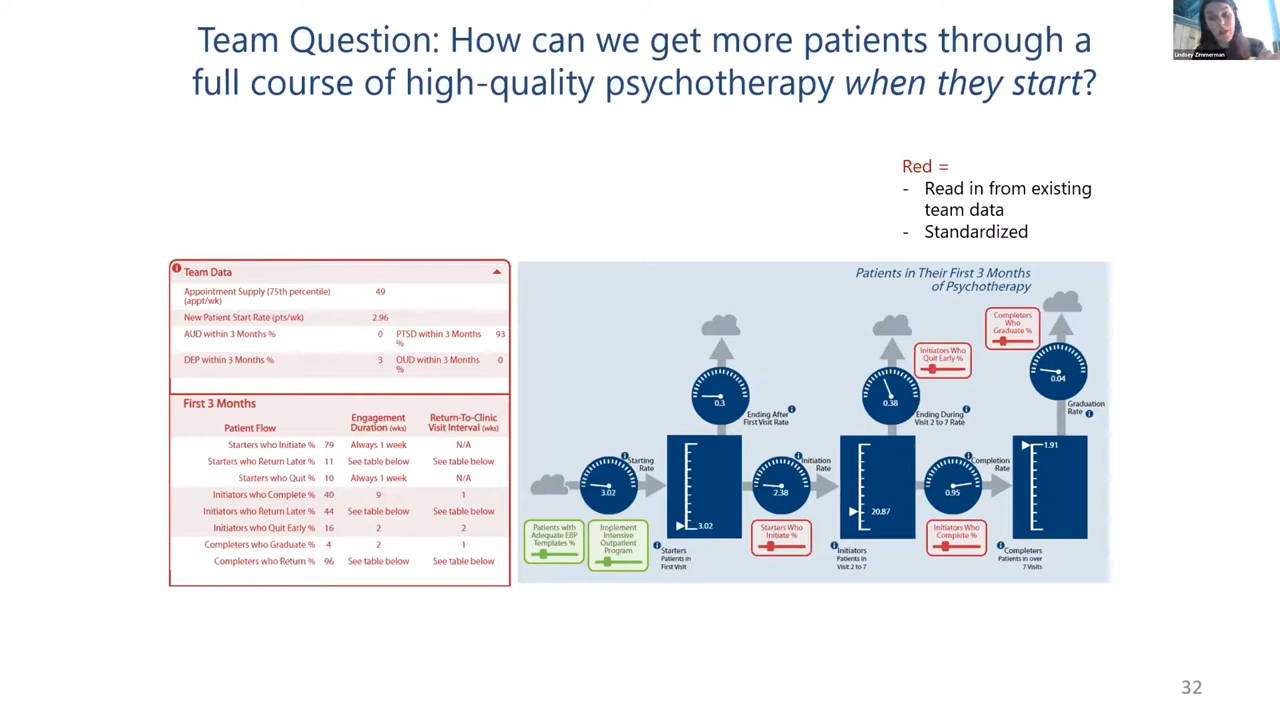 Team Question: How can we get more patients through a
full course of high-quality psychotherapy when they start?
Lindsey Zimmerman
Red =
- Read in from existing
team data
- Standardized
Team Data
Appointment Supply (75th percentile) 49
(appt/wk)
New Patient Start Rate (pts/wk) 2.96
AUD within 3 Months % 0 PTSD within 3 Months 93
%
DEP within 3 Months % 3 OUD within 3 Months 0
%
First 3 Months
Patient Flow
Engagement
Duration (wks)
Return-To-Clinic
Visit Interval (wks)
Starters who Initiate % 79 Always 1 week N/A
Starters who Return Later % 11 See table below See table below
Starters who Quit % 10 Always 1 week N/A
Initiators who Complete % 40 9 1
Initiators who Return Later % 44 See table below See table below
Initiators who Quit Early % 16 2 2
Completers who Graduate % 4 2 1
Completers who Return % 96 See table below See table below
Patients in Their First 3 Months
of Psychotherapy
Completers
Who
Graduate %
Initiators Who
Quit Early %
0.3
0.38
0.04
Ending After
First Visit Rate
Ending During
Visit 2 to 7 Rate
Graduation
Rate
Starting
Rate
Initiation
Rate
Completion
Rate
1.91
3.02
2.38
0.95
3.02
20.87
Patients with
Adequate EBP
Templates %
Implement
Intensive
Outpatient
Program
Starters Who
Initiate %
Initiators Who
Complete %
Starters
Patients in
First Visit
Initiators
Patients in
Visit 2 to 7
Completers
Patients in over
7 Visits
32